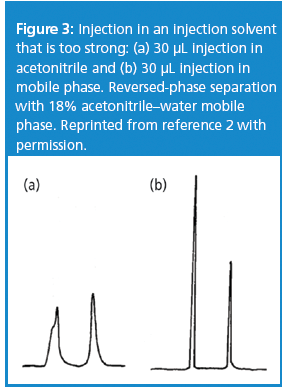 Figure 3: Injection in an injection solvent
that is too strong: (a) 30 µL injection in
acetonitrile and (b) 30 µL injection in
mobile phase. Reversed-phase separation
with 18% acetonitrile–water mobile
phase. Reprinted from reference 2 with
permission.
(a) (b)